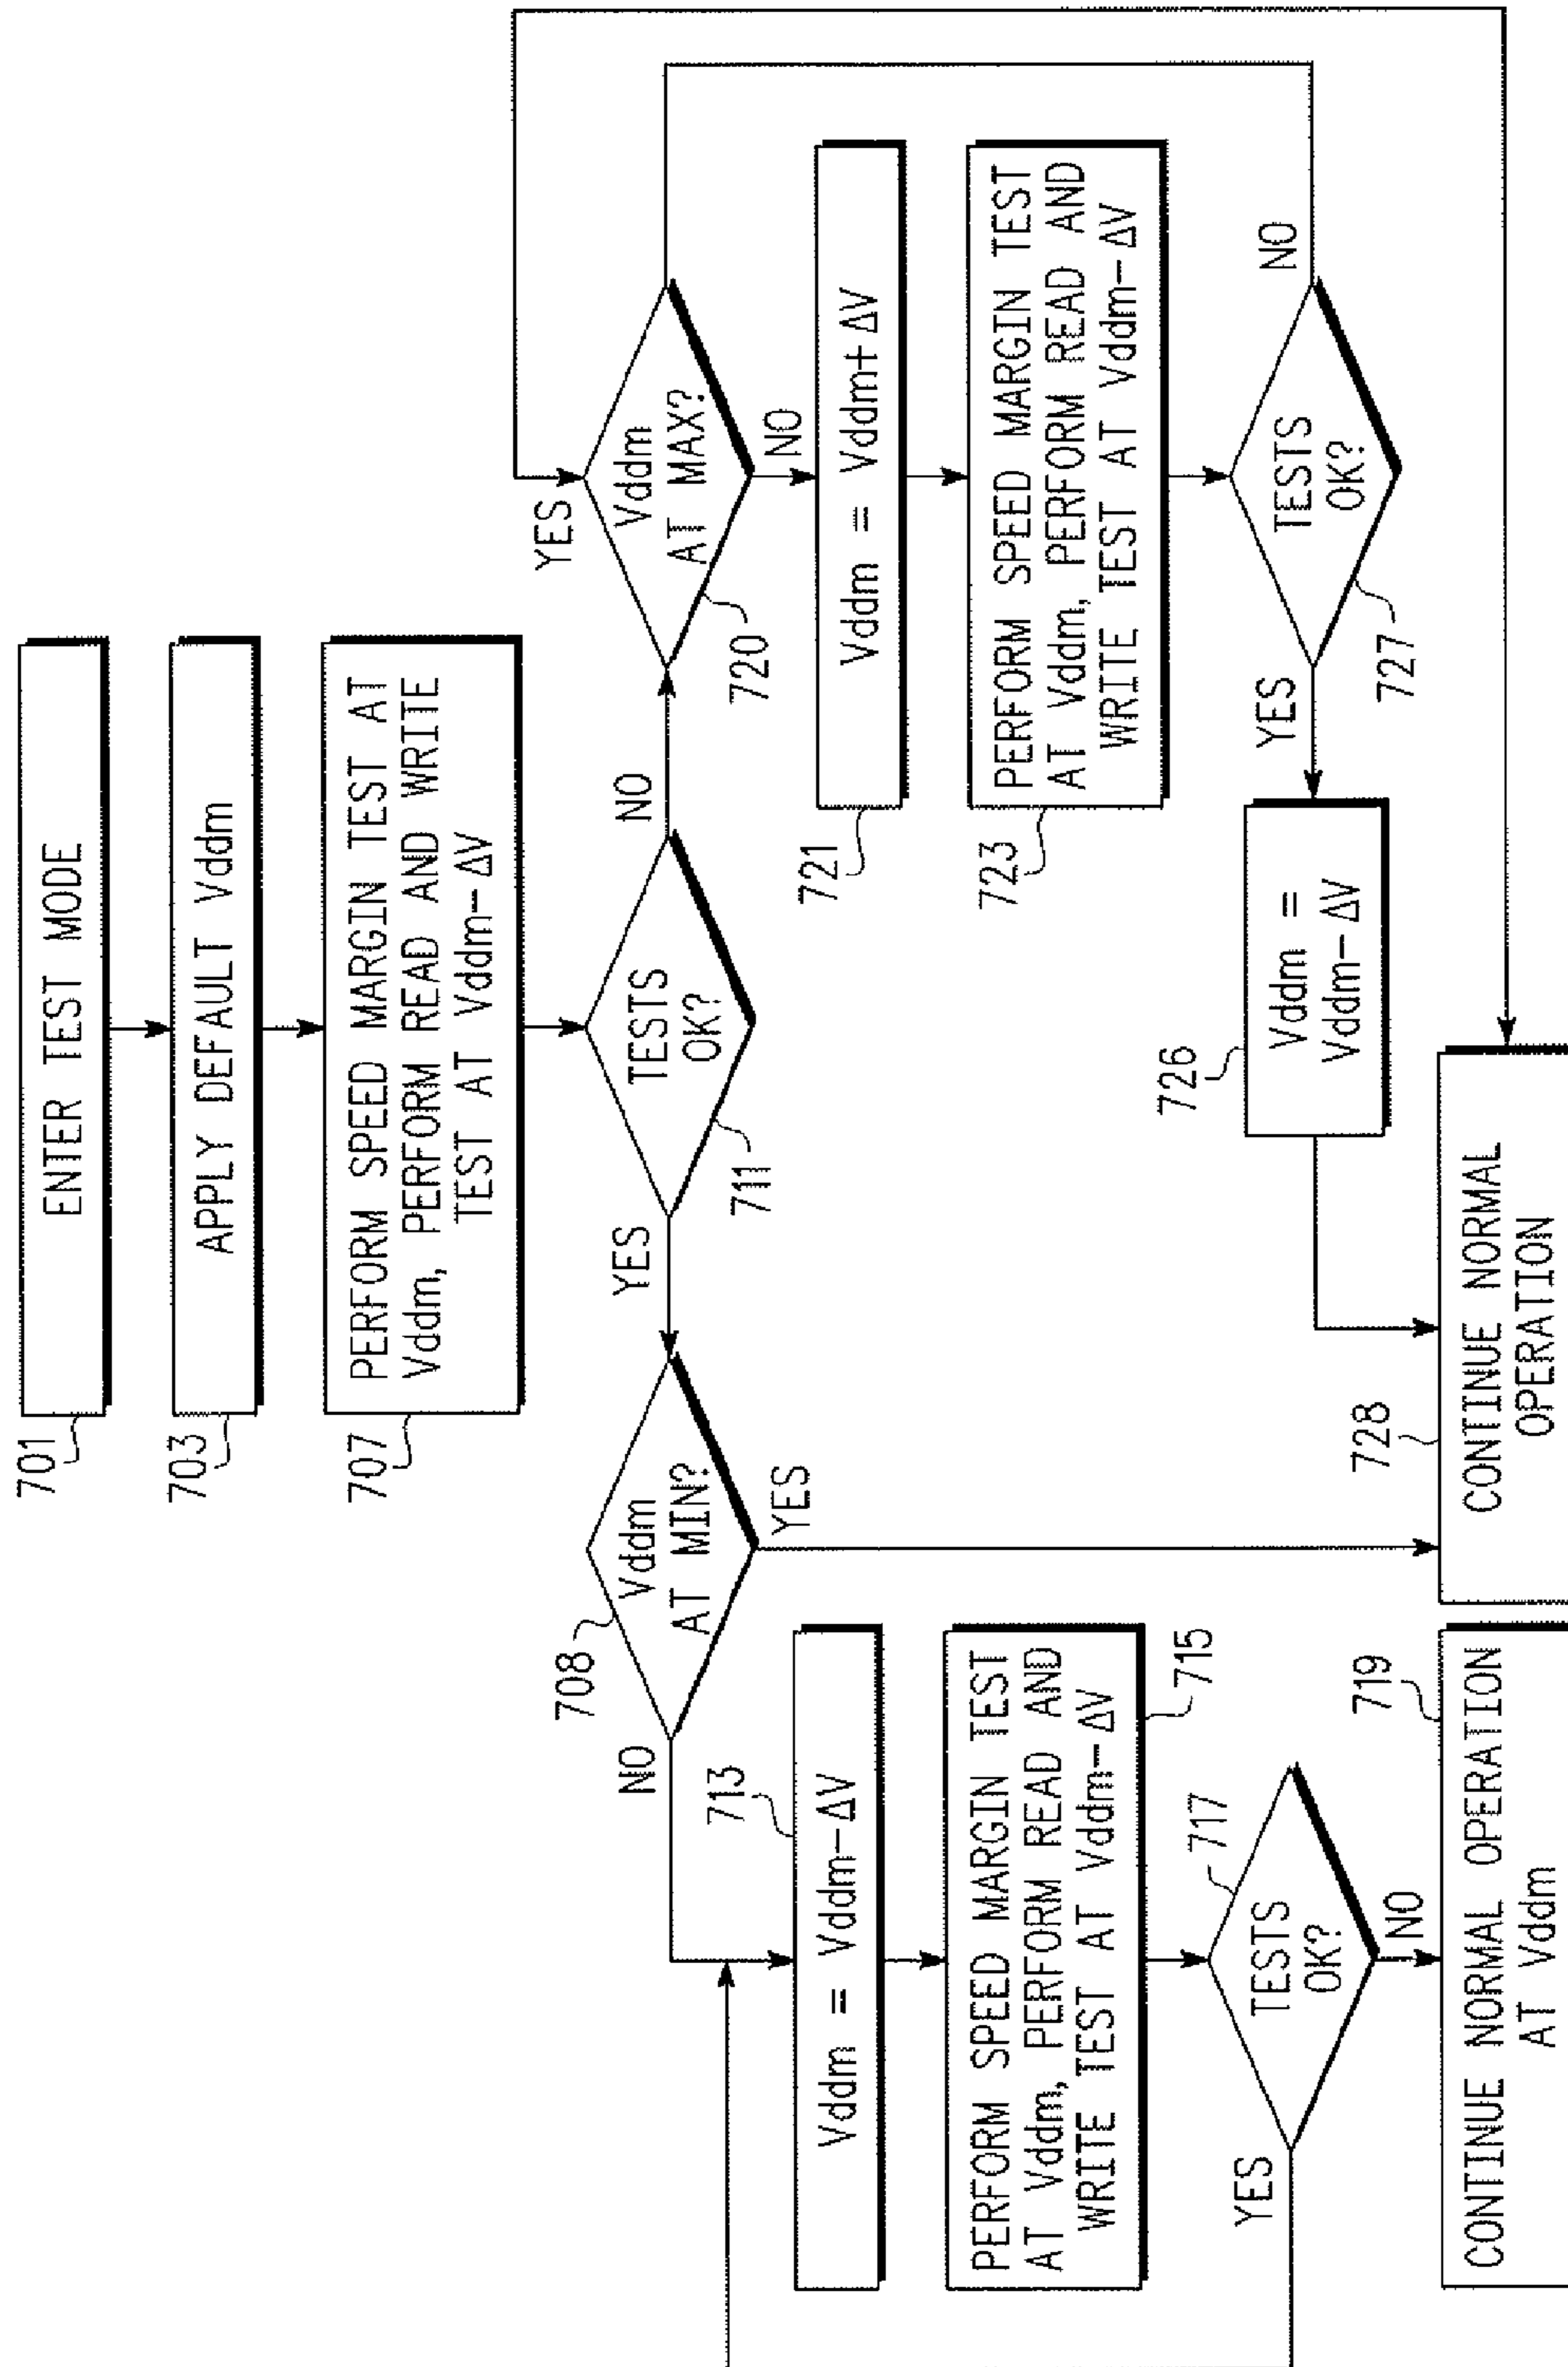 701
ENTER TEST MODE
703
APPLY DEFAULT Vddm
707
PERFORM SPEED MARGIN TEST AT
Vddm, PERFORM READ AND WRITE
TEST AT Vddm-ΔV
TESTS
OK?
711
YES
NO
708
Vddm
AT MIN?
NO
YES
713
Vddm = Vddm-ΔV
PERFORM SPEED MARGIN TEST
AT Vddm, PERFORM READ AND
WRITE TEST AT Vddm-ΔV
715
717
TESTS
OK?
YES
NO
719
CONTINUE NORMAL OPERATION
AT Vddm
YES
Vddm
AT MAX?
720
NO
721
Vddm = Vddm+ΔV
723
PERFORM SPEED MARGIN TEST
AT Vddm, PERFORM READ AND
WRITE TEST AT Vddm-ΔV
TESTS
OK?
727
YES
NO
726
Vddm =
Vddm-ΔV
728
CONTINUE NORMAL
OPERATION